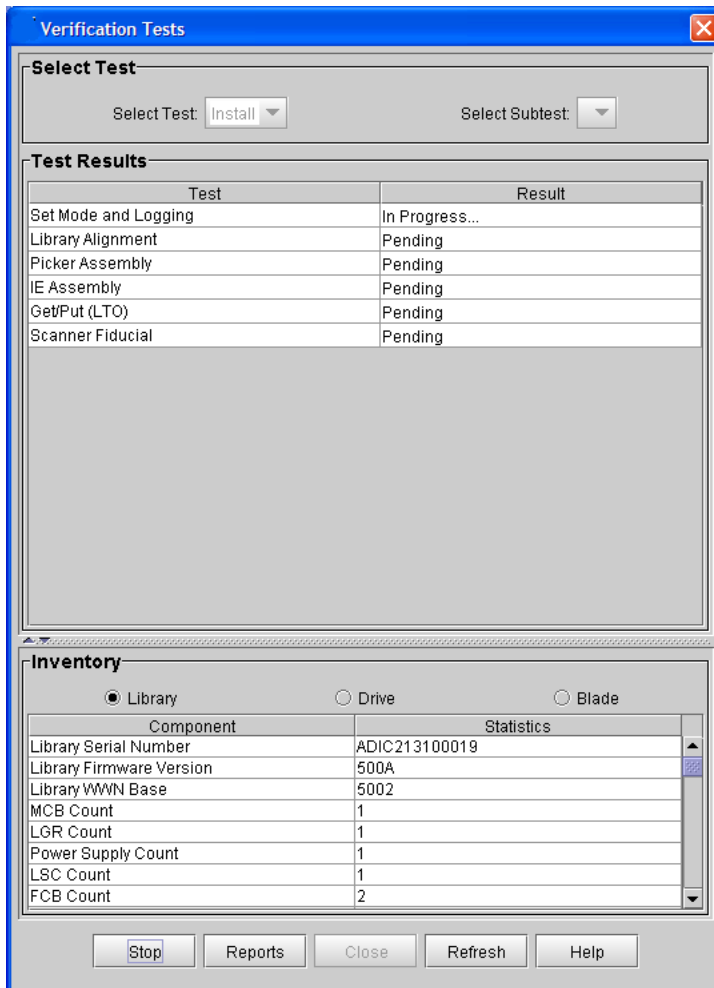 Verification Tests
Select Test
Select Test: Install Select Subtest:
Test Results
Test Result
Set Mode and Logging In Progress...
Library Alignment Pending
Picker Assembly Pending
IE Assembly Pending
Get/Put (LTO) Pending
Scanner Fiducial Pending
Inventory
Library Drive Blade
Component Statistics
Library Serial Number ADIC213100019
Library Firmware Version 500A
Library WWN Base 5002
MCB Count 1
LGR Count 1
Power Supply Count 1
LSC Count 1
FCB Count 2
Stop Reports Close Refresh Help